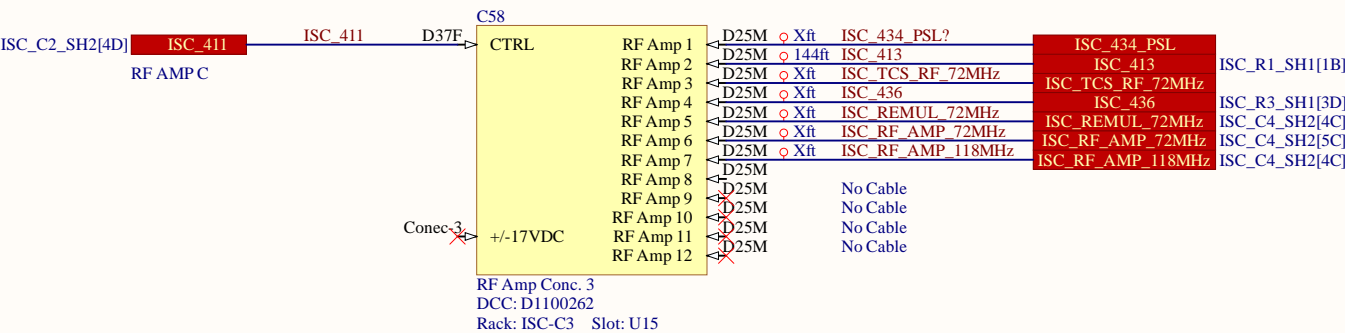 C58
ISC_C2_SH2[4D] ISC_411 ISC_411 D37F CTRL RF Amp 1 D25M Xft ISC_434_PSL? ISC_434_PSL
RF AMP C
RF Amp 2 D25M 144ft ISC_413 ISC_413 ISC_R1_SH1[1B]
RF Amp 3 D25M Xft ISC_TCS_RF_72MHz ISC_TCS_RF_72MHz
RF Amp 4 D25M Xft ISC_436 ISC_436 ISC_R3_SH1[3D]
RF Amp 5 D25M Xft ISC_REMUL_72MHz ISC_REMUL_72MHz ISC_C4_SH2[4C]
RF Amp 6 D25M Xft ISC_RF_AMP_72MHz ISC_RF_AMP_72MHz ISC_C4_SH2[5C]
RF Amp 7 D25M Xft ISC_RF_AMP_118MHz ISC_RF_AMP_118MHz ISC_C4_SH2[4C]
RF Amp 8 D25M
RF Amp 9 D25M No Cable
RF Amp 10 D25M No Cable
Conec-3 +/-17VDC RF Amp 11 D25M No Cable
RF Amp 12 D25M No Cable
RF Amp Conc. 3
DCC: D1100262
Rack: ISC-C3 Slot: U15